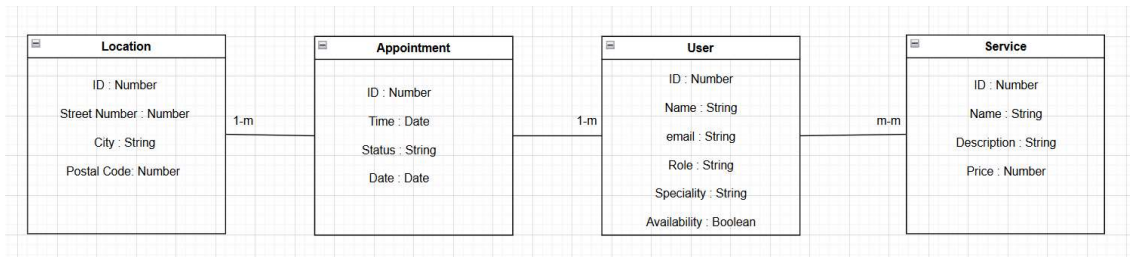 Location
ID : Number
Street Number : Number
City : String
Postal Code: Number
1-m
Appointment
ID : Number
Time : Date
Status : String
Date : Date
1-m
User
ID : Number
Name : String
email : String
Role : String
Speciality : String
Availability : Boolean
m-m
Service
ID : Number
Name : String
Description : String
Price : Number